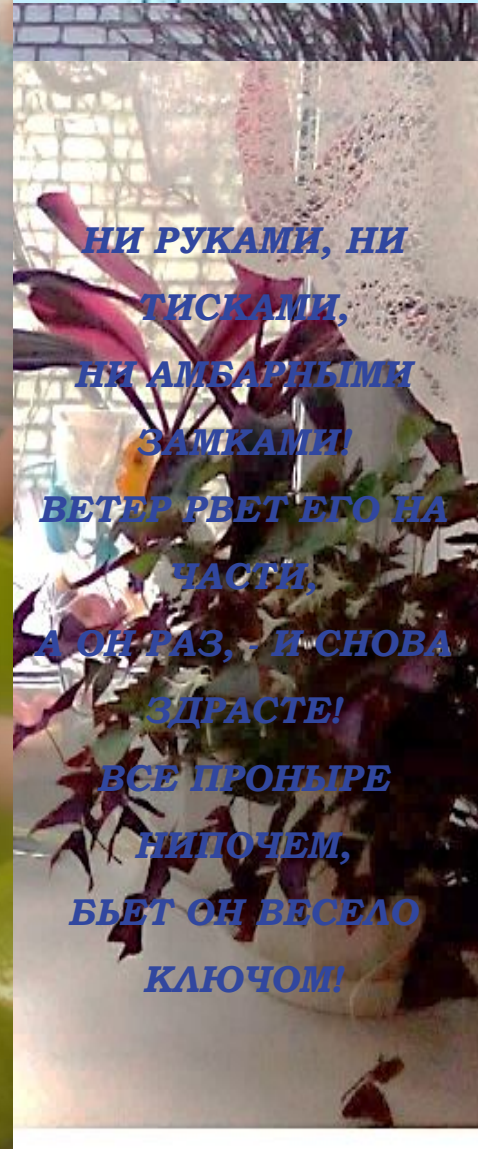 НИ РУКАМИ, НИ
ТИСКАМИ,
НИ АМБАРНЫМИ
ЗАМКАМИ!
ВЕТЕР РВЕТ ЕГО НА
ЧАСТИ,
А ОН РАЗ, - И СНОВА
ЗДРАСТЕ!
ВСЕ ПРОНЫРЕ
НИПОЧЕМ,
БЬЕТ ОН ВЕСЕЛО
КЛЮЧОМ!